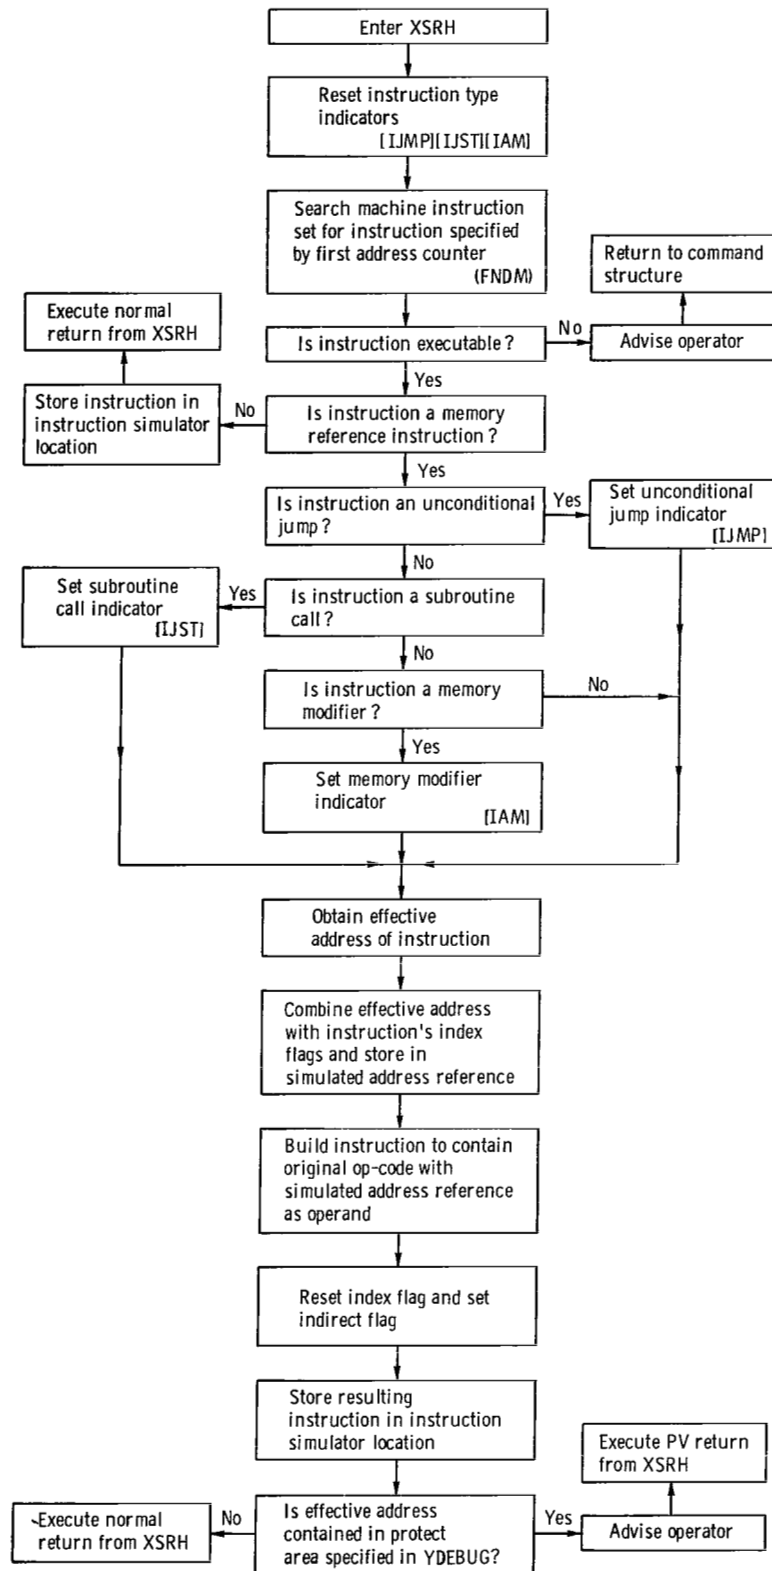 Enter XSRH
Reset instruction type
indicators
[IJMP][IJST][IAM]
Search machine instruction
set for instruction specified
by first address counter
(FNDM)
Return to command
structure
Execute normal
return from XSRH
Is instruction executable?
No
Advise operator
Yes
Store instruction in
instruction simulator
location
No
Is instruction a memory
reference instruction?
Yes
Is instruction an unconditional
jump?
Yes
Set unconditional
jump indicator
[IJMP]
No
Set subroutine
call indicator
[IJST]
Yes
Is instruction a subroutine
call?
No
Is instruction a memory
modifier?
No
Yes
Set memory modifier
indicator
[IAM]
Obtain effective
address of instruction
Combine effective address
with instruction's index
flags and store in
simulated address reference
Build instruction to contain
original op-code with
simulated address reference
as operand
Reset index flag and set
indirect flag
Store resulting
instruction in instruction
simulator location
Execute PV return
from XSRH
Execute normal
return from XSRH
No
Is effective address
contained in protect
area specified in YDEBUG?
Yes
Advise operator